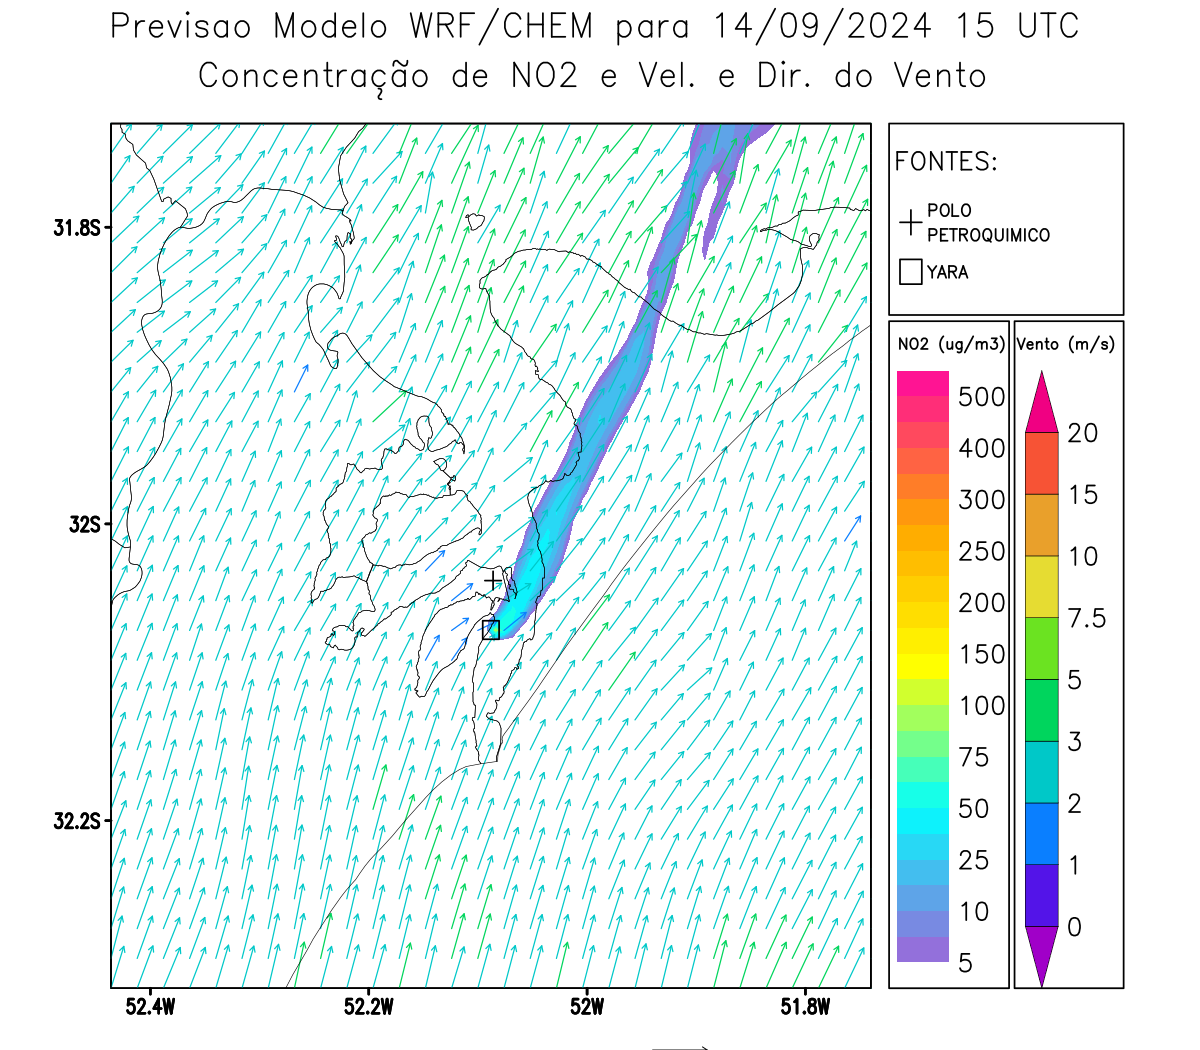 Previsao Modelo WRF/CHEM para 14/09/2024 15 UTC
Concentração de NO2 e Vel. e Dir. do Vento
FONTES:
POLO
PETROQUIMICO
YARA
NO2 (ug/m3)
500
400
300
250
200
150
100
75
50
25
10
5
Vento (m/s)
20
15
10
7.5
5
3
2
1
0
31.8S
32S
32.2S
52.4W
52.2W
52W
51.8W